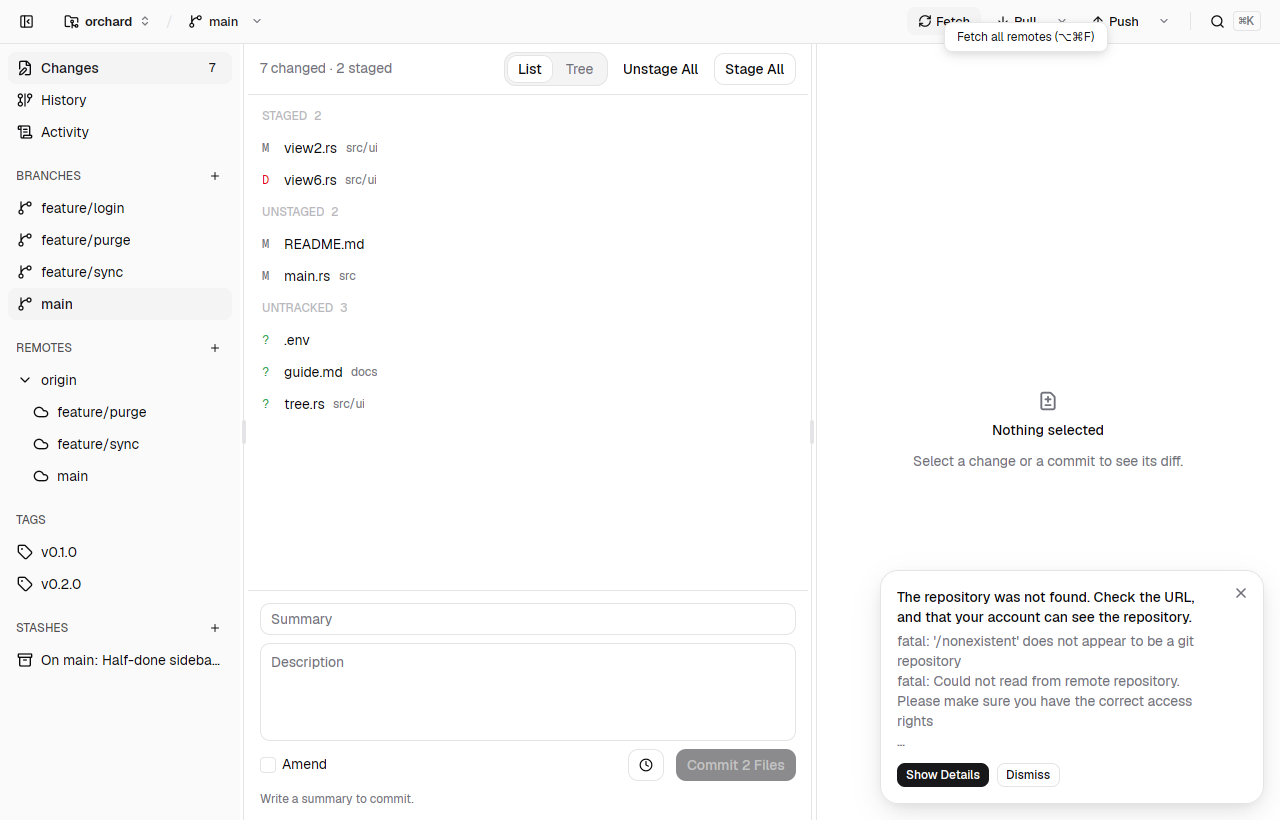 orchard
main
Fetch
Pull
Push
⌘K
Fetch all remotes (⌥⌘F)
Changes 7
History
Activity
BRANCHES
feature/login
feature/purge
feature/sync
main
REMOTES
origin
feature/purge
feature/sync
main
TAGS
v0.1.0
v0.2.0
STASHES
On main: Half-done sideba...
7 changed · 2 staged
List
Tree
Unstage All
Stage All
STAGED 2
M view2.rs src/ui
D view6.rs src/ui
UNSTAGED 2
M README.md
M main.rs src
UNTRACKED 3
? .env
? guide.md docs
? tree.rs src/ui
Summary
Description
Amend
Commit 2 Files
Write a summary to commit.
Nothing selected
Select a change or a commit to see its diff.
The repository was not found. Check the URL,
and that your account can see the repository.
fatal: '/nonexistent' does not appear to be a git
repository
fatal: Could not read from remote repository.
Please make sure you have the correct access
rights
...
Show Details
Dismiss